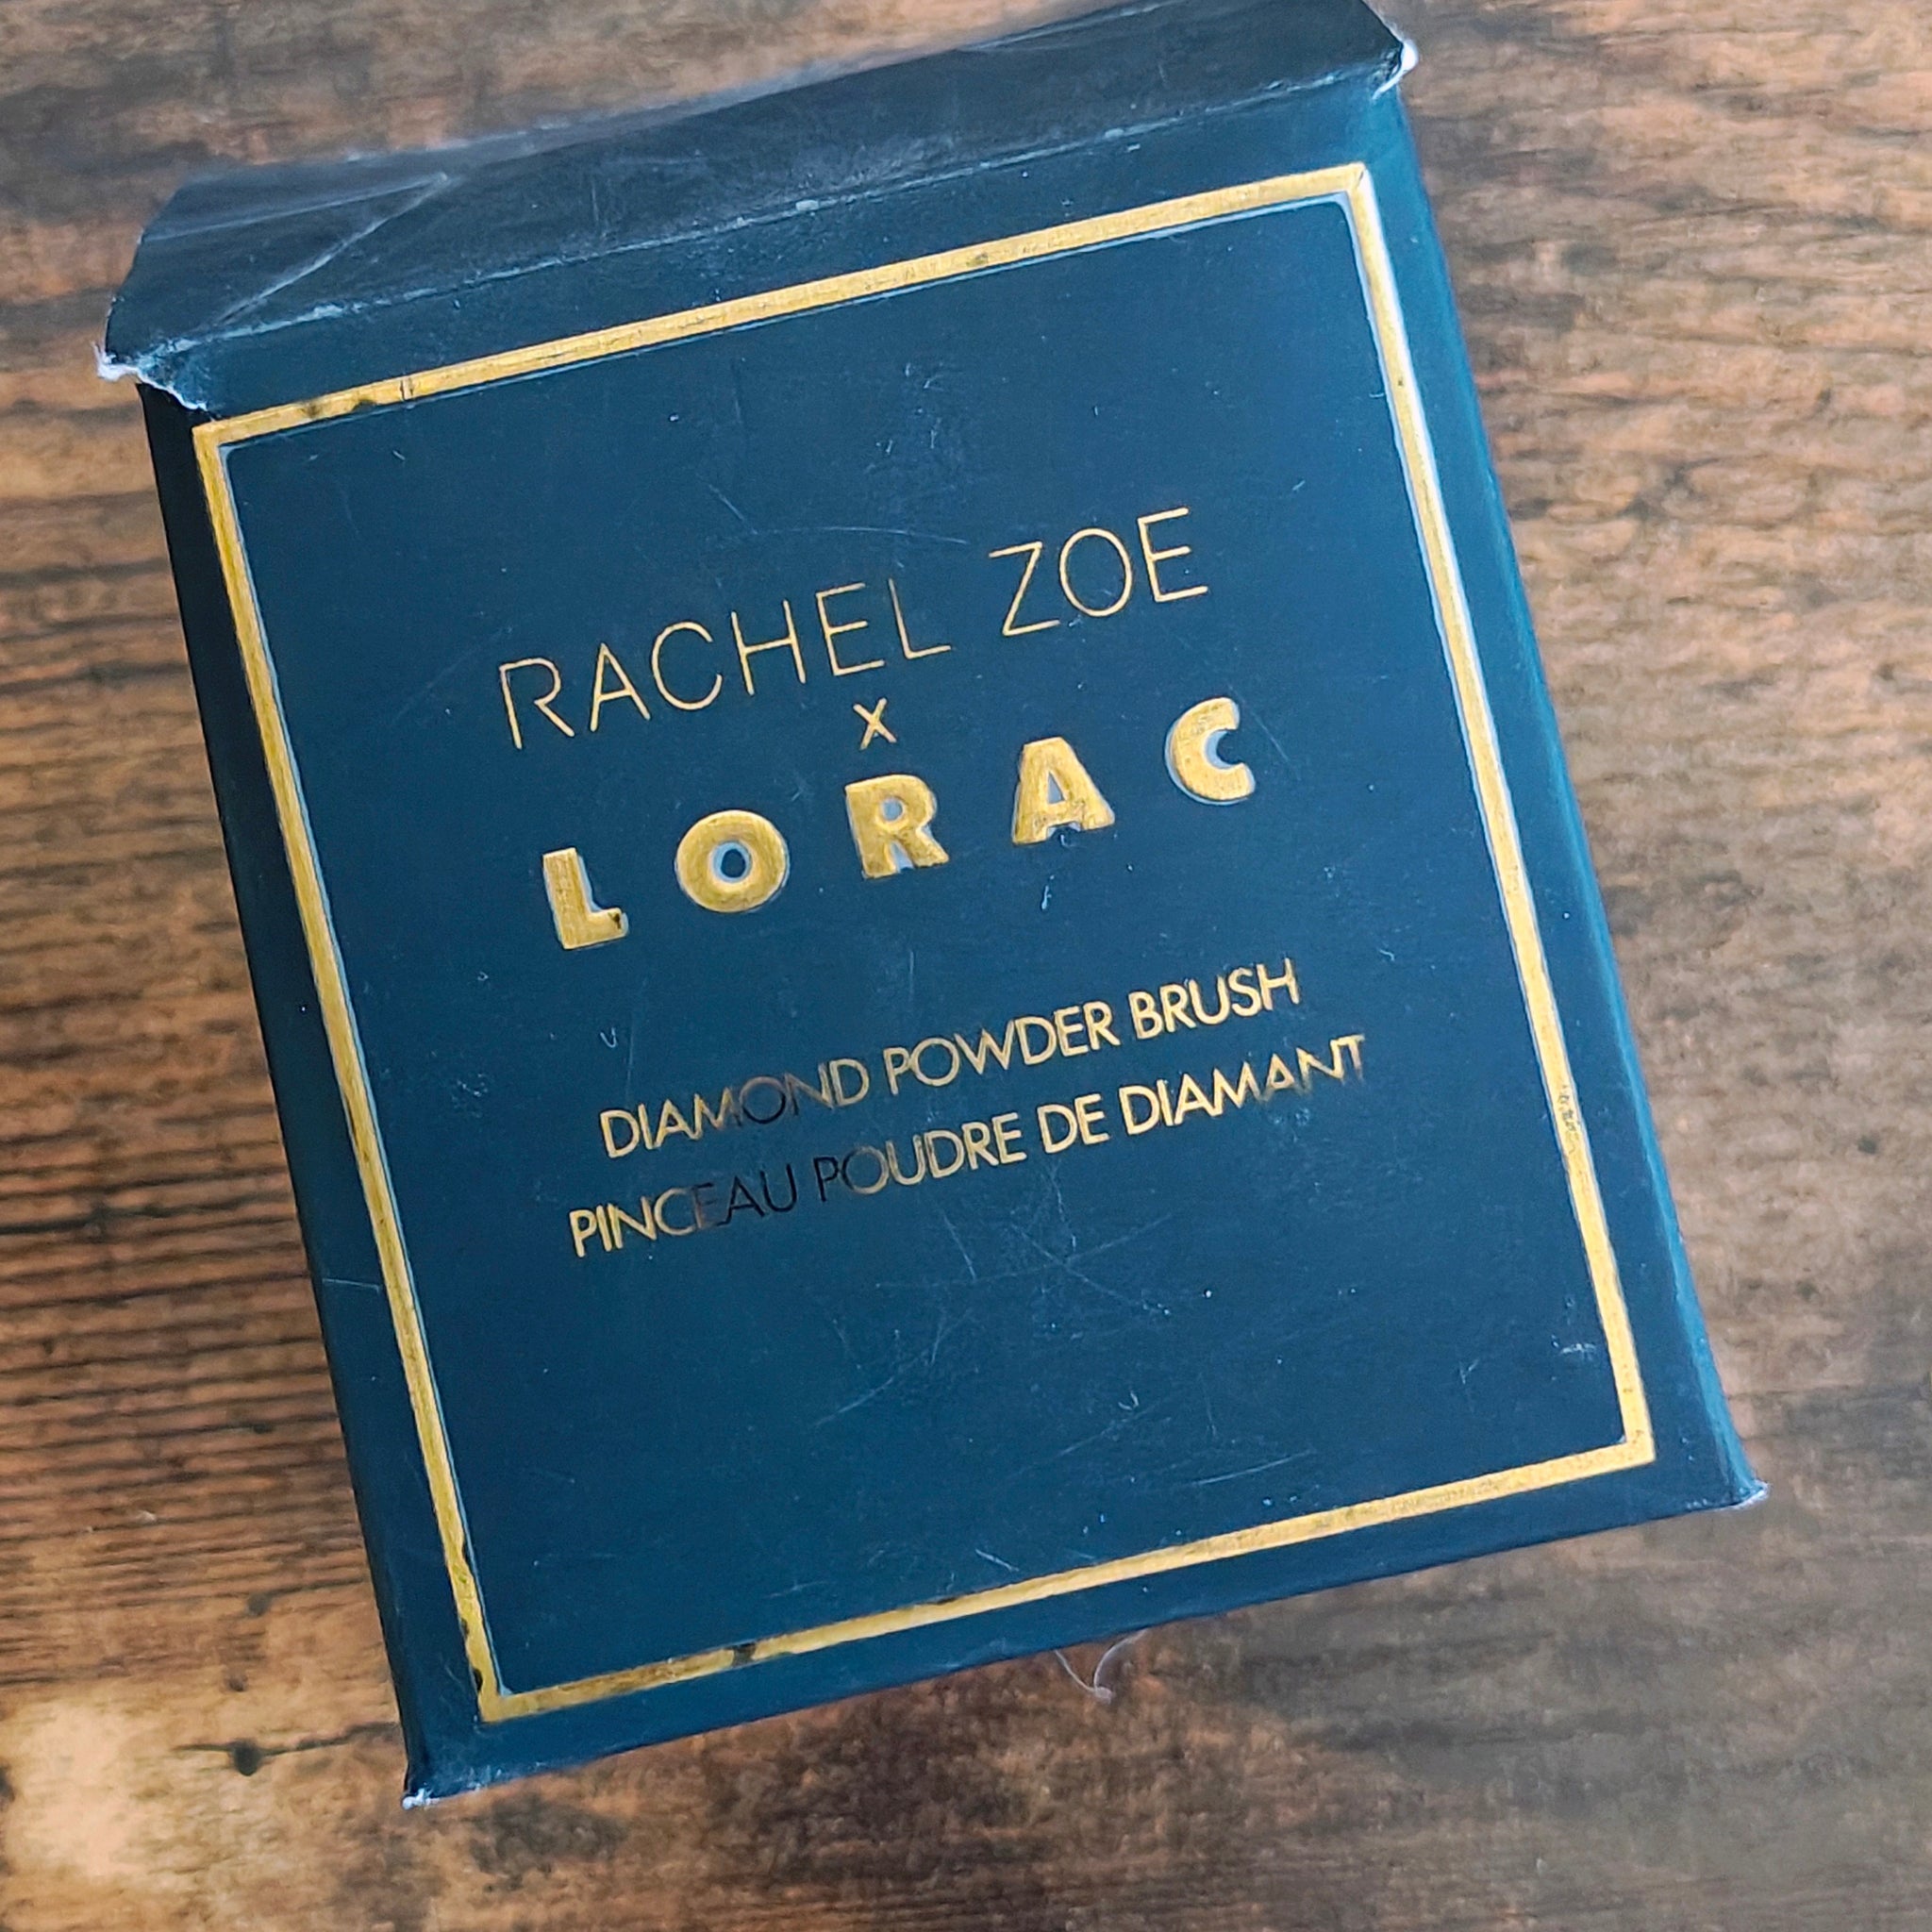 RACHEL ZOE
X
LORAC
DIAMOND POWDER BRUSH
PINCEAU POUDRE DE DIAMANT